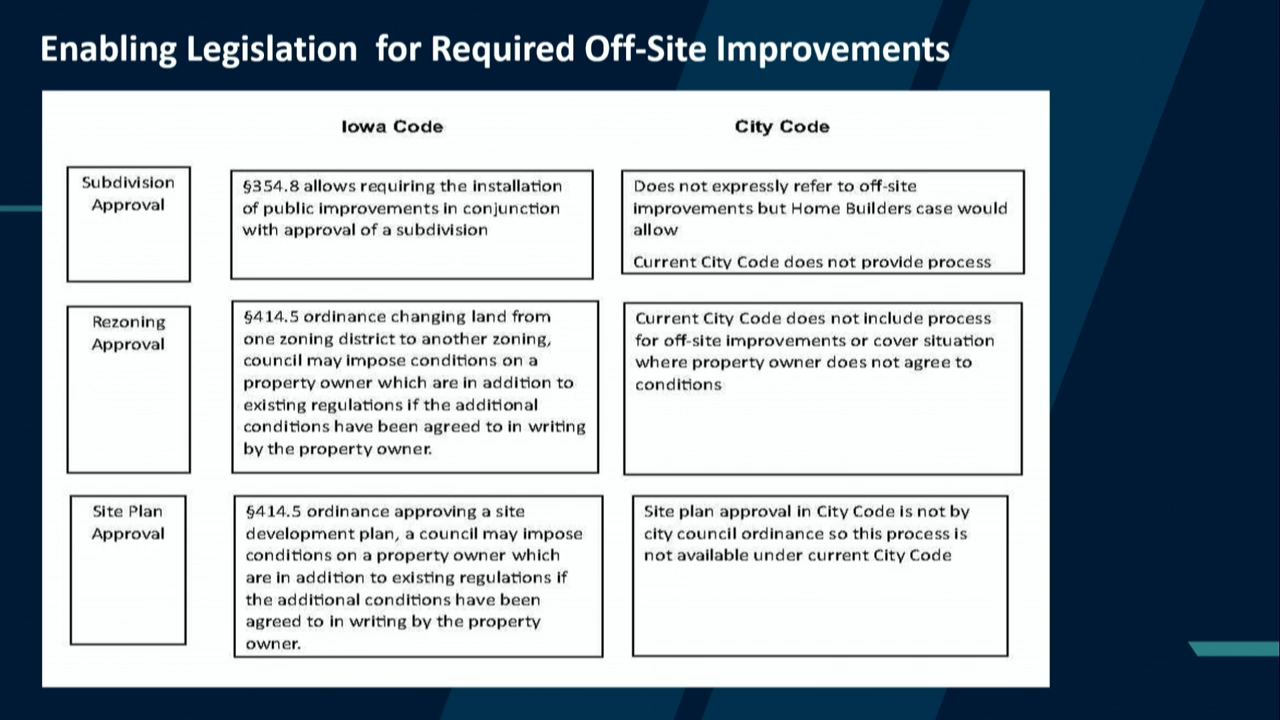 Enabling Legislation for Required Off-Site Improvements
Iowa Code
City Code
Subdivision
Approval
§354.8 allows requiring the installation
of public improvements in conjunction
with approval of a subdivision
Does not expressly refer to off-site
improvements but Home Builders case would
allow
Current City Code does not provide process
Rezoning
Approval
§414.5 ordinance changing land from
one zoning district to another zoning,
council may impose conditions on a
property owner which are in addition to
existing regulations if the additional
conditions have been agreed to in writing
by the property owner.
Current City Code does not include process
for off-site improvements or cover situation
where property owner does not agree to
conditions
Site Plan
Approval
§414.5 ordinance approving a site
development plan, a council may impose
conditions on a property owner which
are in addition to existing regulations if
the additional conditions have been
agreed to in writing by the property
owner.
Site plan approval in City Code is not by
city council ordinance so this process is
not available under current City Code